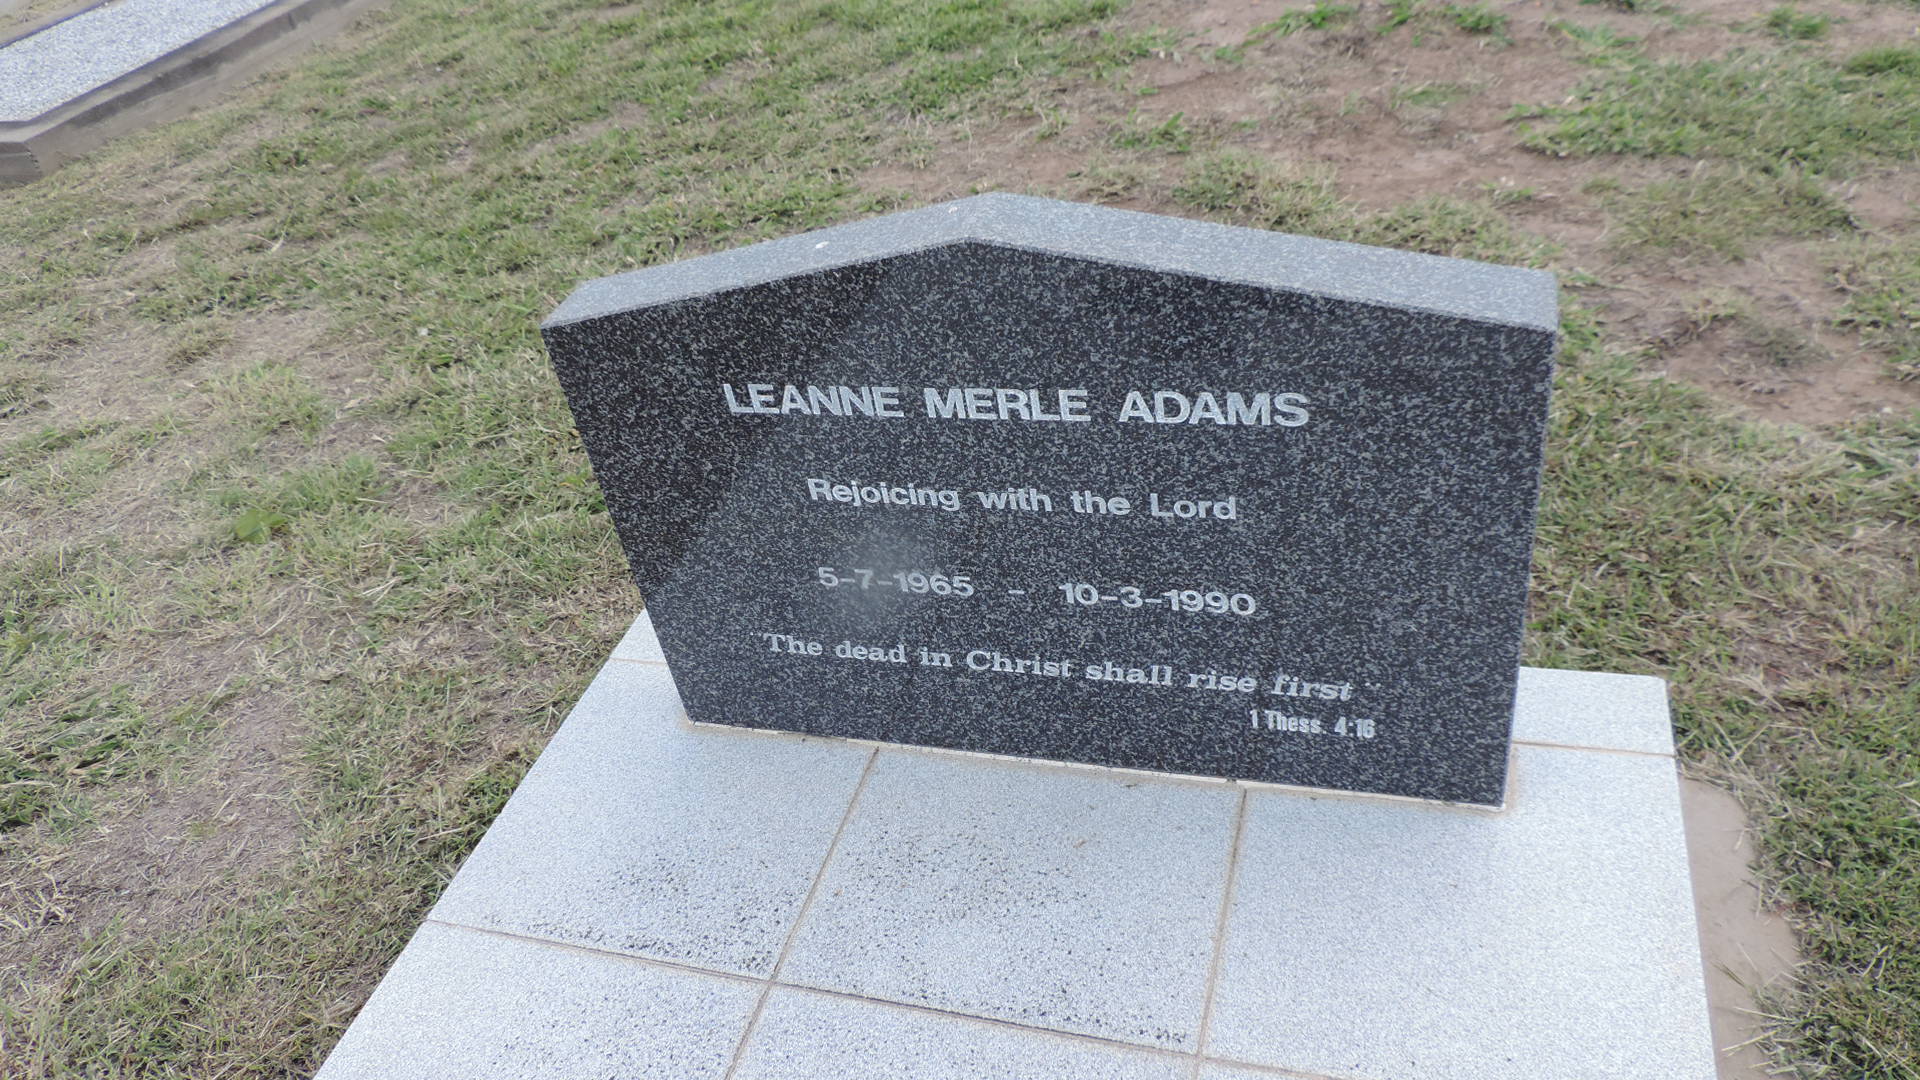 LEANNE MERLE ADAMS
Rejoicing with the Lord
5-7-1965 - 10-3-1990
"The dead in Christ shall rise first"
1 Thess. 4:16